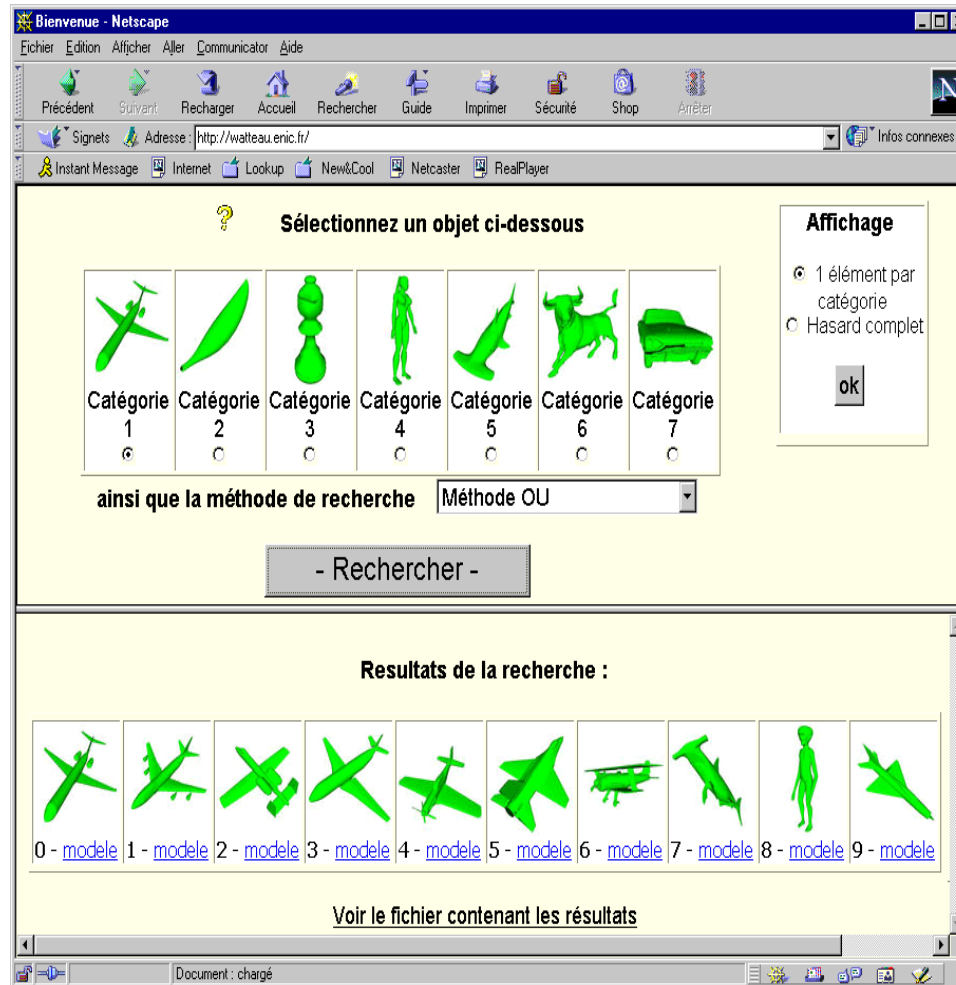 Bienvenue - Netscape
Fichier Edition Afficher Aller Communicator Aide
Précédent Suivant Recharger Accueil Rechercher Guide Imprimer Sécurité Shop Arrêter
N
Signets Adresse : http://watteau.enic.fr/ Infos connexes
Instant Message Internet Lookup New&Cool Netcaster RealPlayer
? Sélectionnez un objet ci-dessous
Affichage
1 élément par
catégorie
Hasard complet
ok
Catégorie Catégorie Catégorie Catégorie Catégorie Catégorie Catégorie
1 2 3 4 5 6 7
ainsi que la méthode de recherche Méthode OU
- Rechercher -
Resultats de la recherche :
0 - modele 1 - modele 2 - modele 3 - modele 4 - modele 5 - modele 6 - modele 7 - modele 8 - modele 9 - modele
Voir le fichier contenant les résultats
Document : chargé